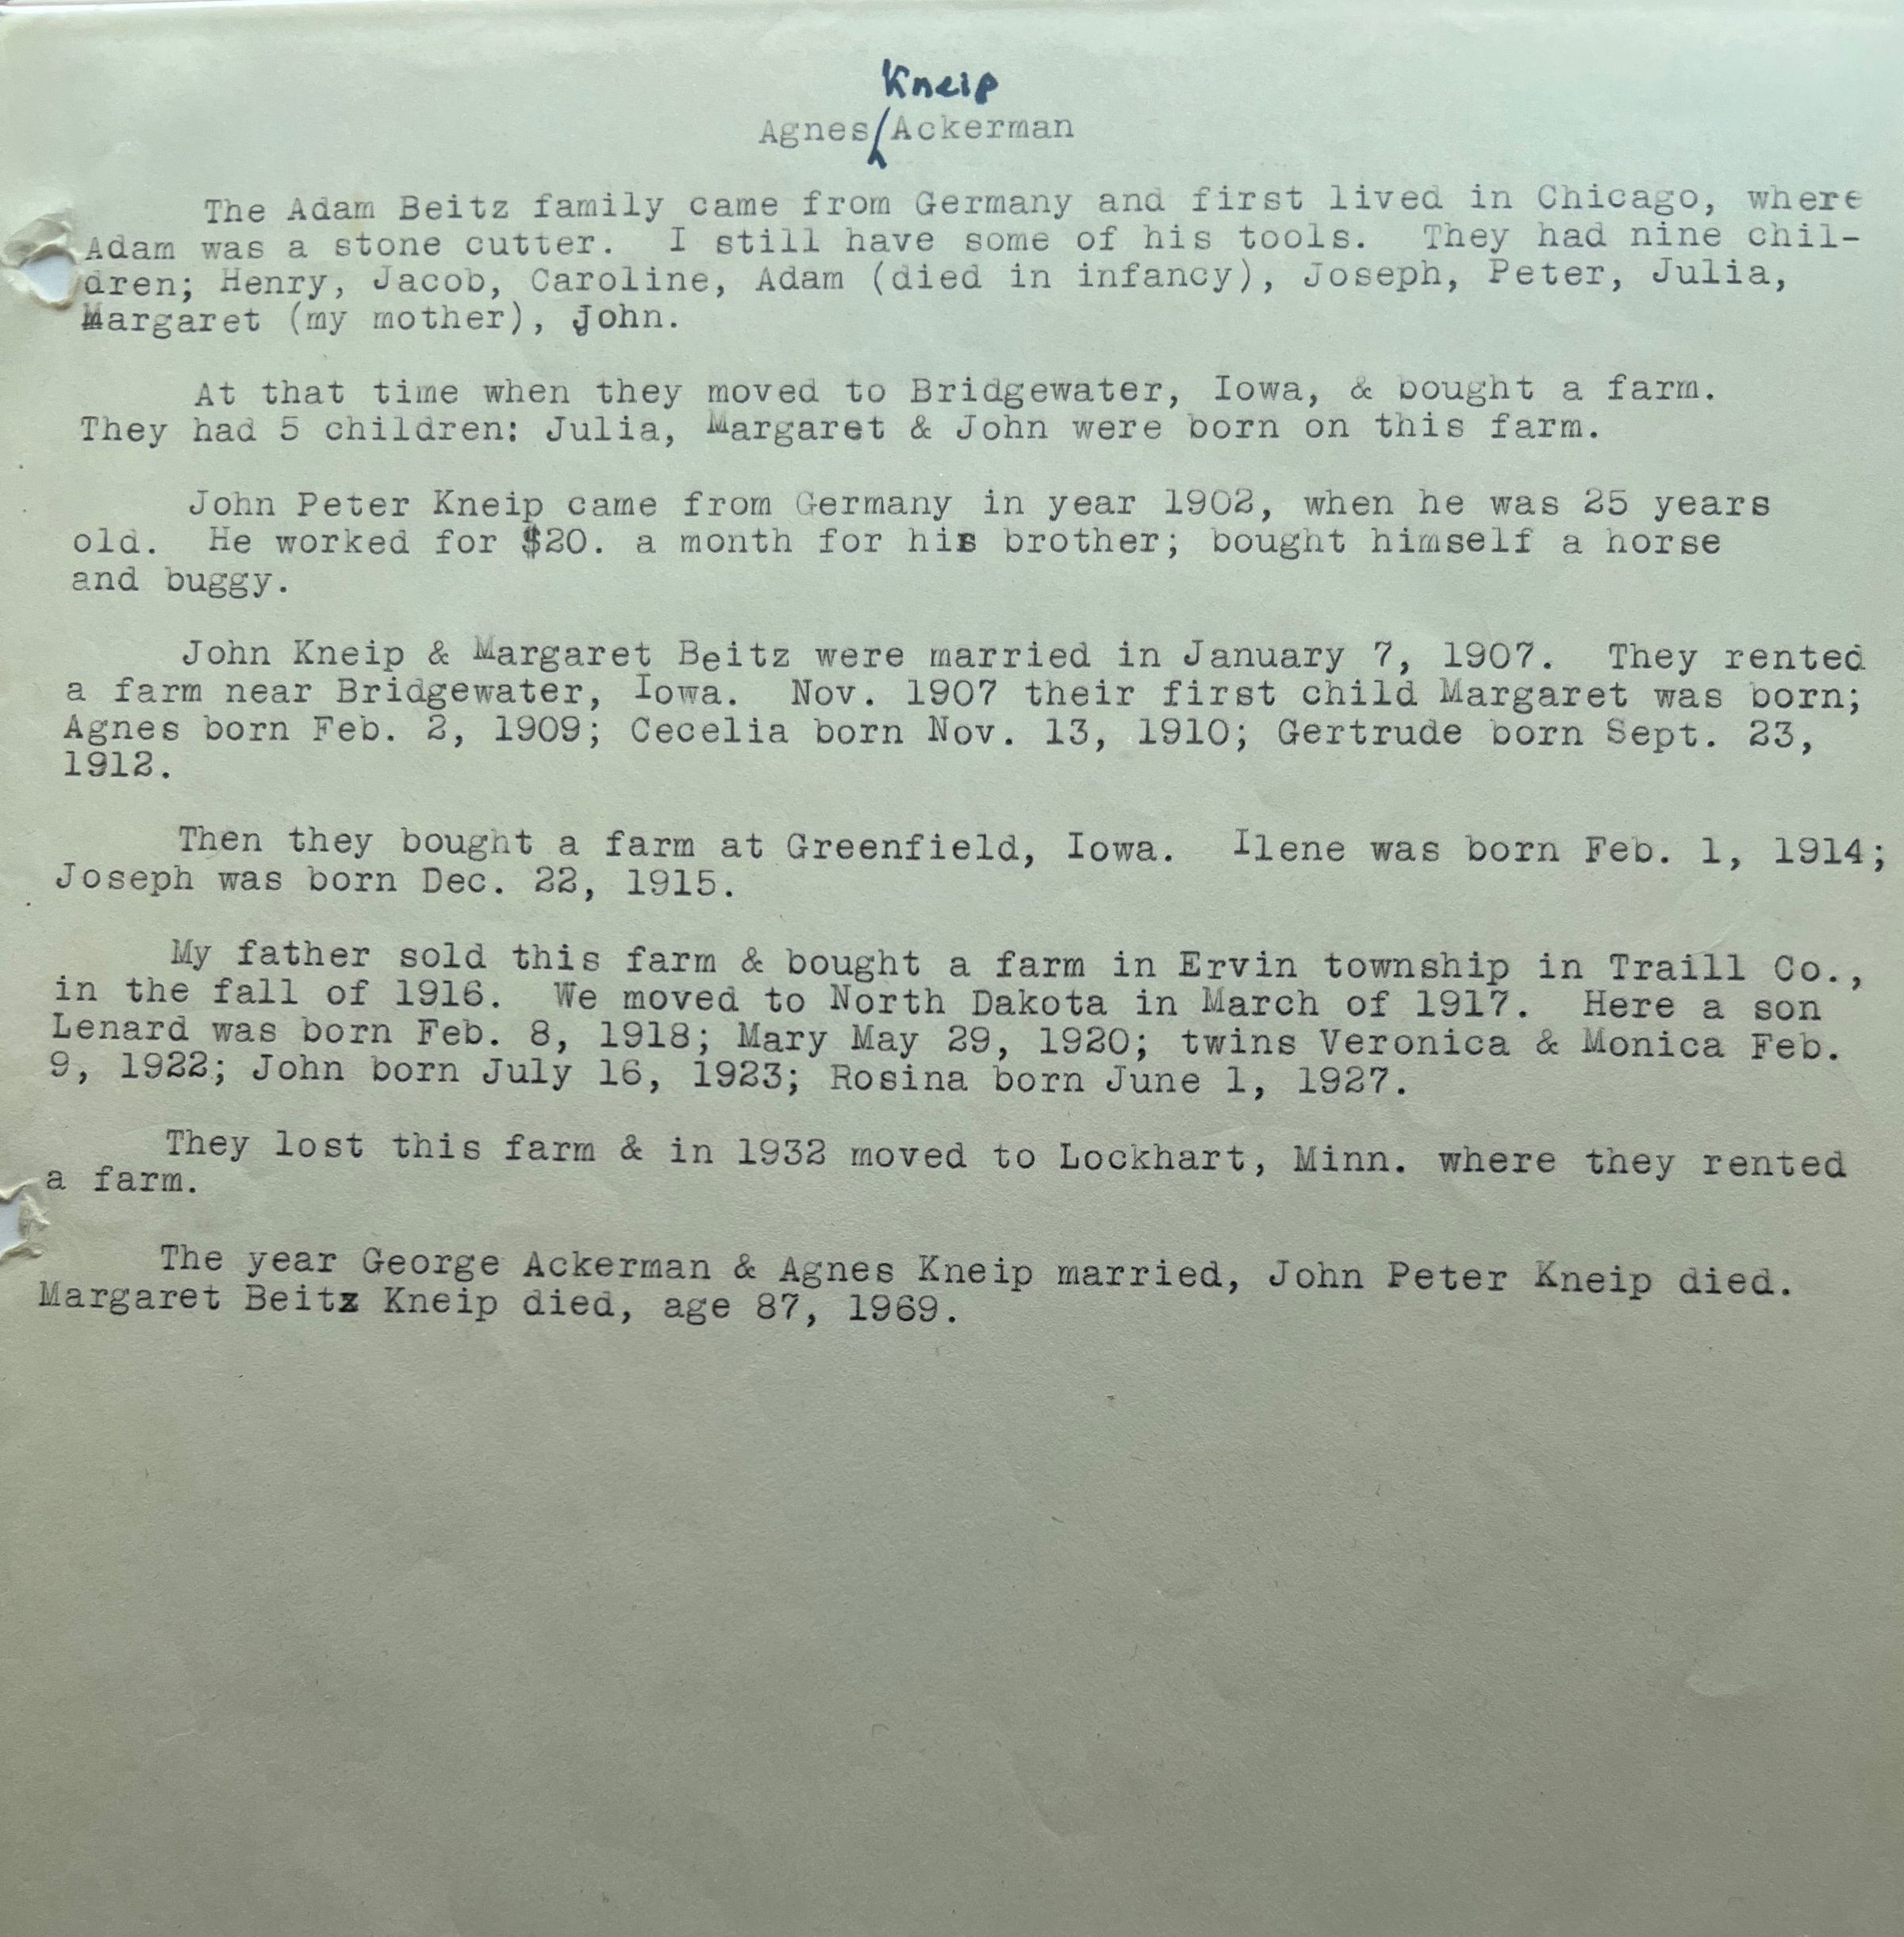 Kneip
Agnes Ackerman
The Adam Beitz family came from Germany and first lived in Chicago, where
Adam was a stone cutter. I still have some of his tools. They had nine chil-
dren; Henry, Jacob, Caroline, Adam (died in infancy), Joseph, Peter, Julia,
Margaret (my mother), John.
At that time when they moved to Bridgewater, Iowa, & bought a farm.
They had 5 children: Julia, Margaret & John were born on this farm.
John Peter Kneip came from Germany in year 1902, when he was 25 years
old. He worked for $20. a month for his brother; bought himself a horse
and buggy.
John Kneip & Margaret Beitz were married in January 7, 1907. They rented
a farm near Bridgewater, Iowa. Nov. 1907 their first child Margaret was born;
Agnes born Feb. 2, 1909; Cecelia born Nov. 13, 1910; Gertrude born Sept. 23,
1912.
Then they bought a farm at Greenfield, Iowa. Ilene was born Feb. 1, 1914;
Joseph was born Dec. 22, 1915.
My father sold this farm & bought a farm in Ervin township in Traill Co.,
in the fall of 1916. We moved to North Dakota in March of 1917. Here a son
Lenard was born Feb. 8, 1918; Mary May 29, 1920; twins Veronica & Monica Feb.
9, 1922; John born July 16, 1923; Rosina born June 1, 1927.
They lost this farm & in 1932 moved to Lockhart, Minn. where they rented
a farm.
The year George Ackerman & Agnes Kneip married, John Peter Kneip died.
Margaret Beitz Kneip died, age 87, 1969.